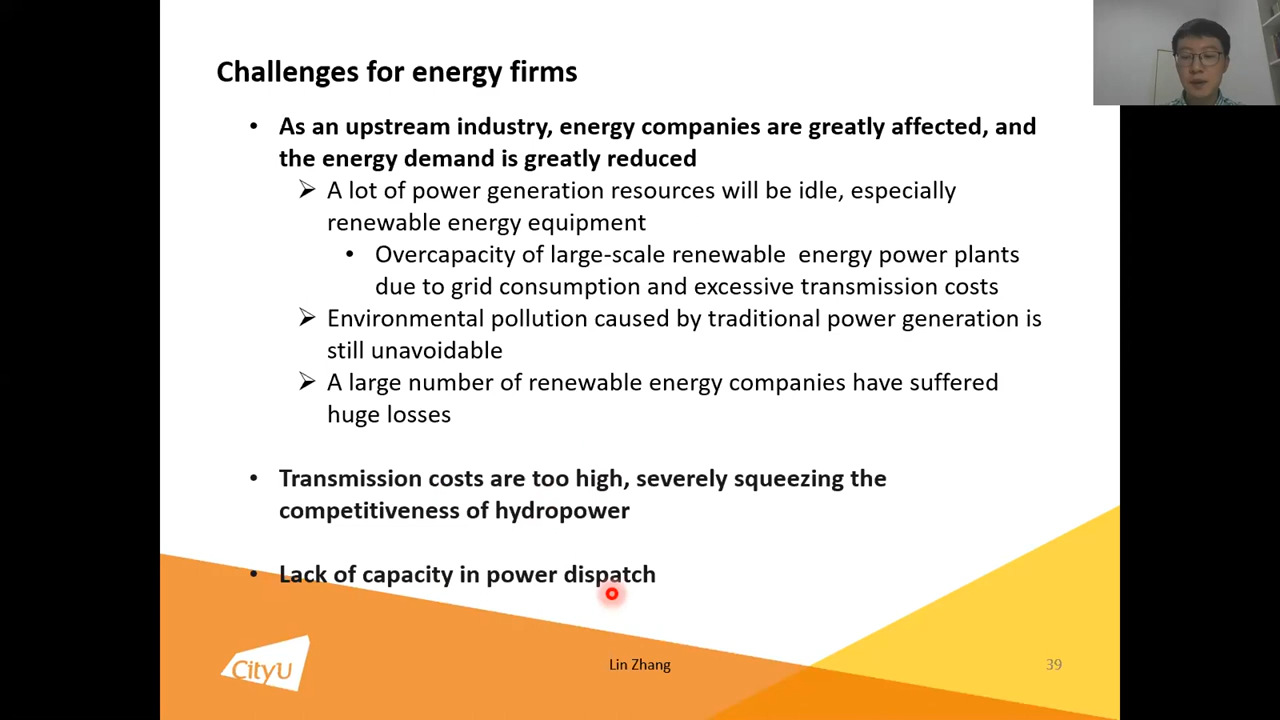 Challenges for energy firms
• As an upstream industry, energy companies are greatly affected, and
the energy demand is greatly reduced
➢ A lot of power generation resources will be idle, especially
renewable energy equipment
• Overcapacity of large-scale renewable energy power plants
due to grid consumption and excessive transmission costs
➢ Environmental pollution caused by traditional power generation is
still unavoidable
➢ A large number of renewable energy companies have suffered
huge losses
• Transmission costs are too high, severely squeezing the
competitiveness of hydropower
• Lack of capacity in power dispatch
CityU
Lin Zhang
39